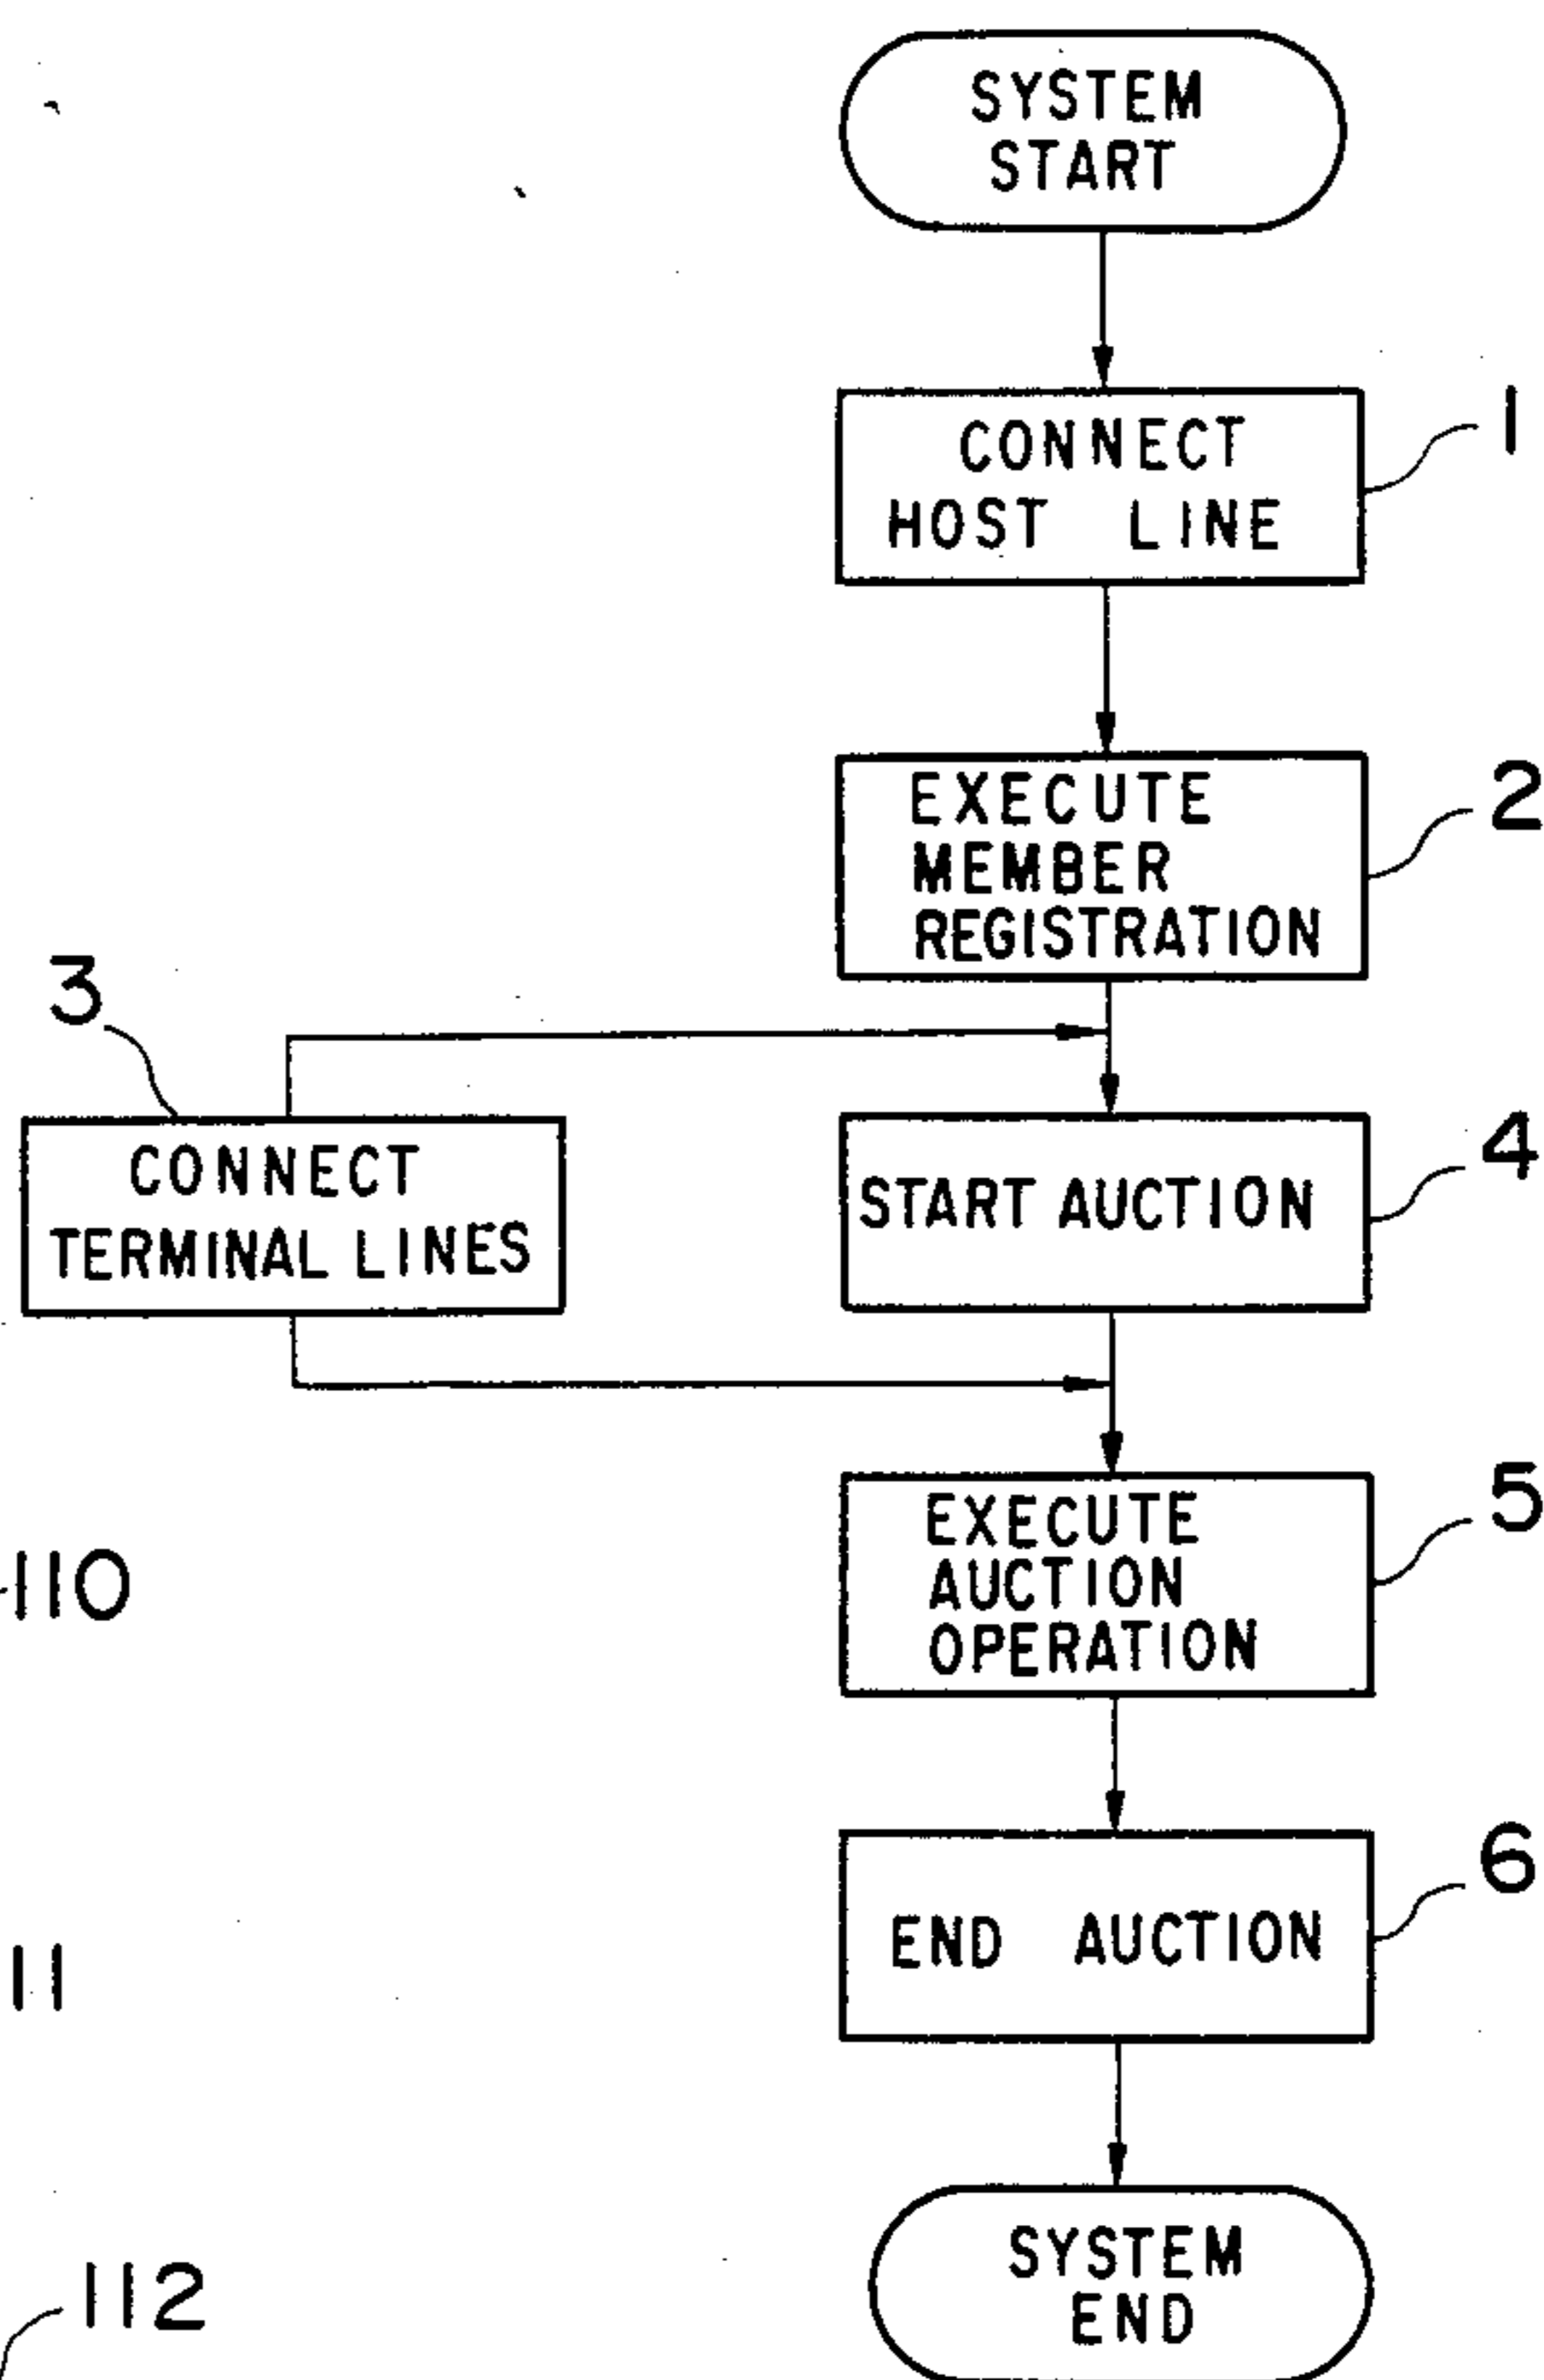 SYSTEM
START
CONNECT
HOST LINE
1
EXECUTE
MEMBER
REGISTRATION
2
3
CONNECT
TERMINAL LINES
START AUCTION
4
EXECUTE
AUCTION
OPERATION
5
110
END AUCTION
6
11
SYSTEM
END
112